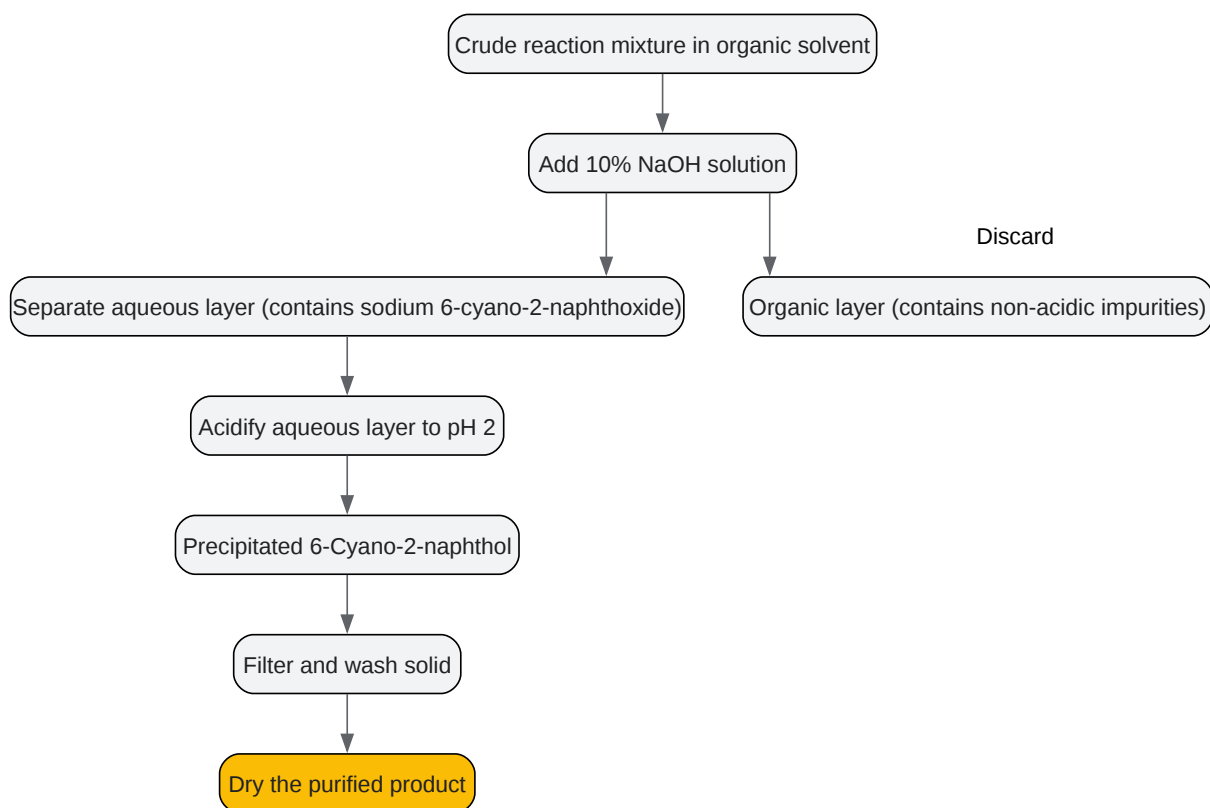 Crude reaction mixture in organic solvent
Add 10% NaOH solution
Discard
Separate aqueous layer (contains sodium 6-cyano-2-naphthoxide)
Organic layer (contains non-acidic impurities)
Acidify aqueous layer to pH 2
Precipitated 6-Cyano-2-naphthol
Filter and wash solid
Dry the purified product